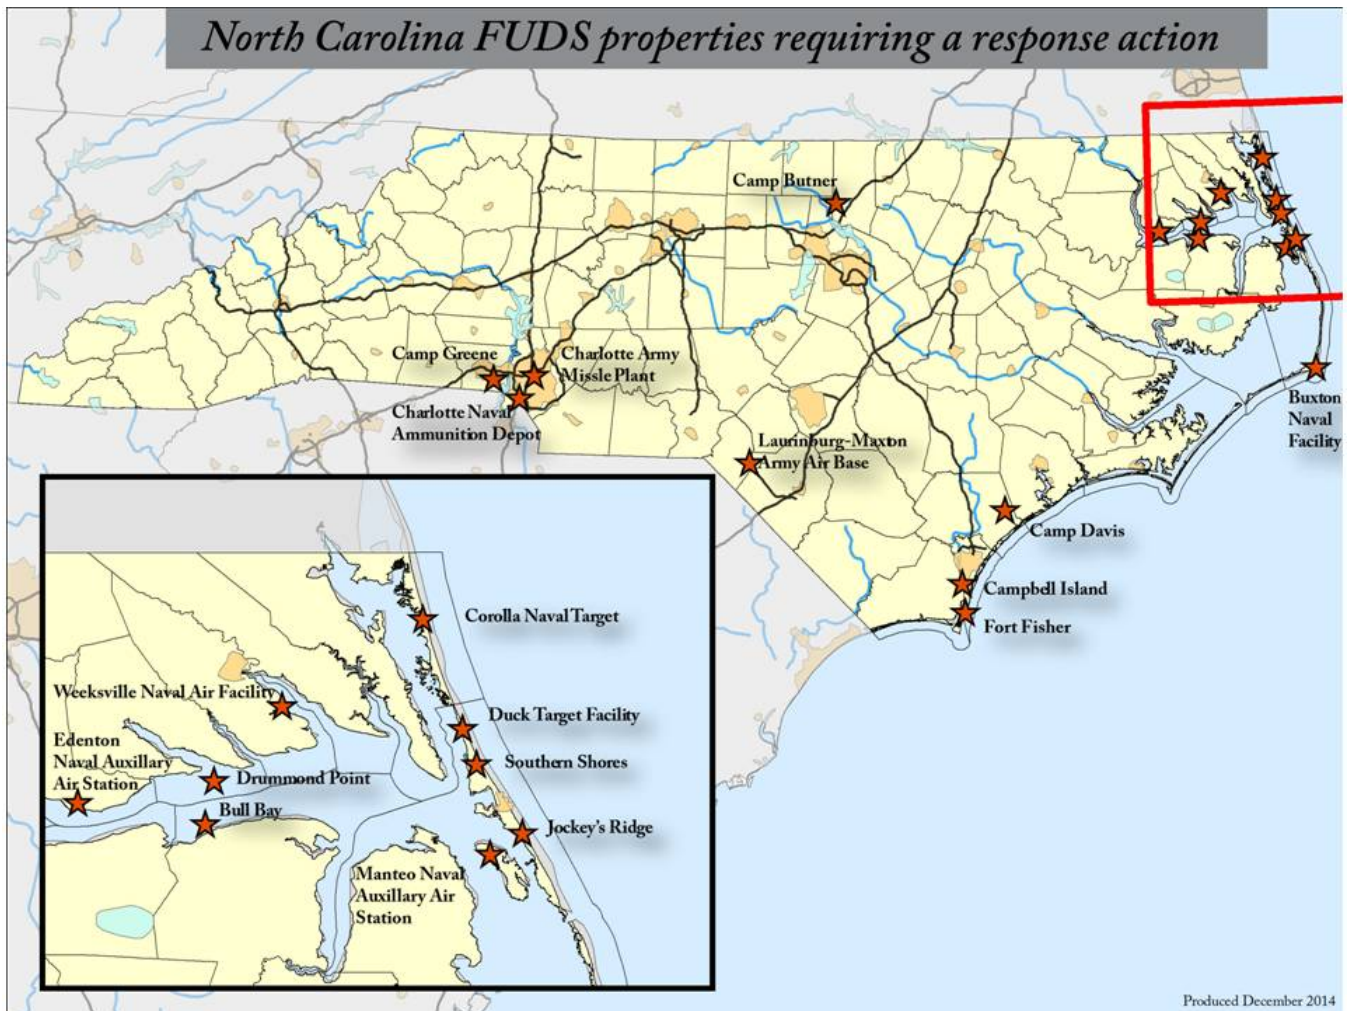 North Carolina FUDS properties requiring a response action
Camp Butner
Camp Greene
Charlotte Army
Missle Plant
Charlotte Naval
Ammunition Depot
Buxton
Naval
Facility
Laurinburg-Maxton
Army Air Base
Camp Davis
Campbell Island
Fort Fisher
Corolla Naval Target
Weeksville Naval Air Facility
Duck Target Facility
Edenton
Naval Auxillary
Air Station
Southern Shores
Drummond Point
Bull Bay
Jockey's Ridge
Manteo Naval
Auxillary Air
Station
Produced December 2014